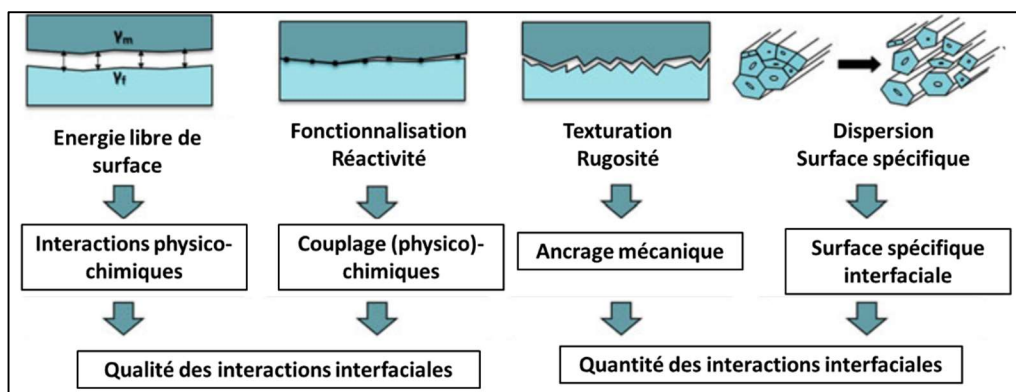 γm
γf
Energie libre de
surface
Fonctionnalisation
Réactivité
Texturation
Rugosité
Dispersion
Surface spécifique
Interactions physico-
chimiques
Couplage (physico)-
chimiques
Ancrage mécanique
Surface spécifique
interfaciale
Qualité des interactions interfaciales
Quantité des interactions interfaciales